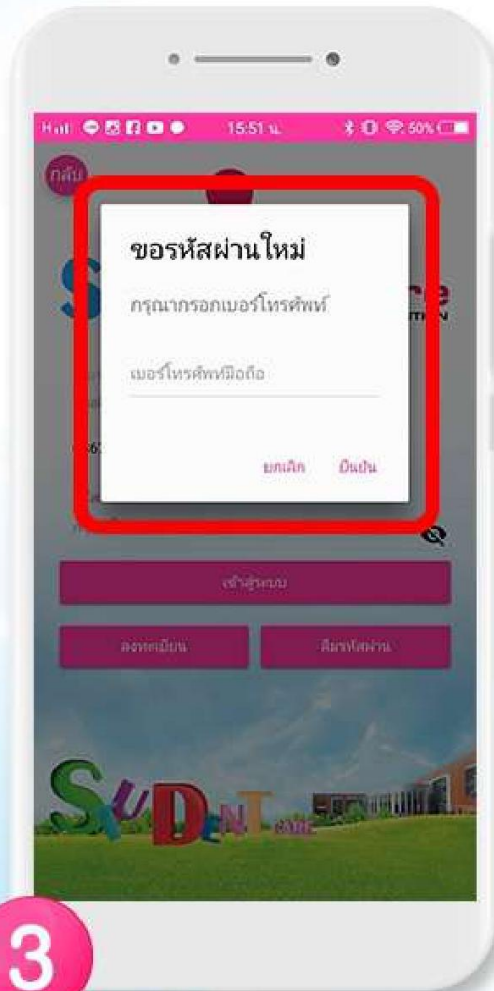 15:51 น.
50%
กลับ
ขอรหัสผ่านใหม่
กรุณากรอกเบอร์โทรศัพท์
เบอร์โทรศัพท์มือถือ
ยกเลิก ยืนยัน
เข้าสู่ระบบ
ลงทะเบียน ลืมรหัสผ่าน
STUDENT CARE
3